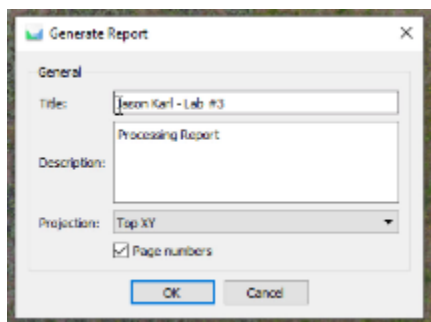 Generate Report
General
Title: Jason Karl - Lab #3
Description: Processing Report
Projection: Top XY
Page numbers
OK Cancel